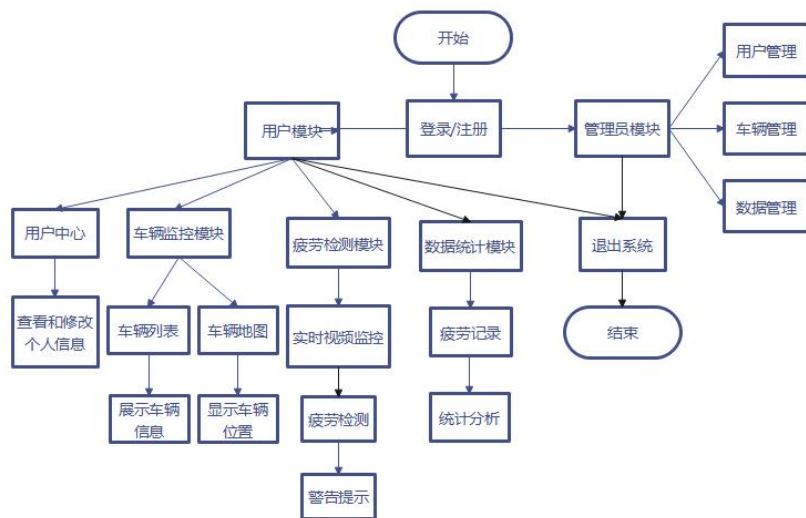 开始
用户管理
用户模块
登录/注册
管理员模块
车辆管理
数据管理
用户中心
车辆监控模块
疲劳检测模块
数据统计模块
退出系统
查看和修改
个人信息
车辆列表
车辆地图
实时视频监控
疲劳记录
结束
展示车辆
信息
显示车辆
位置
疲劳检测
统计分析
警告提示